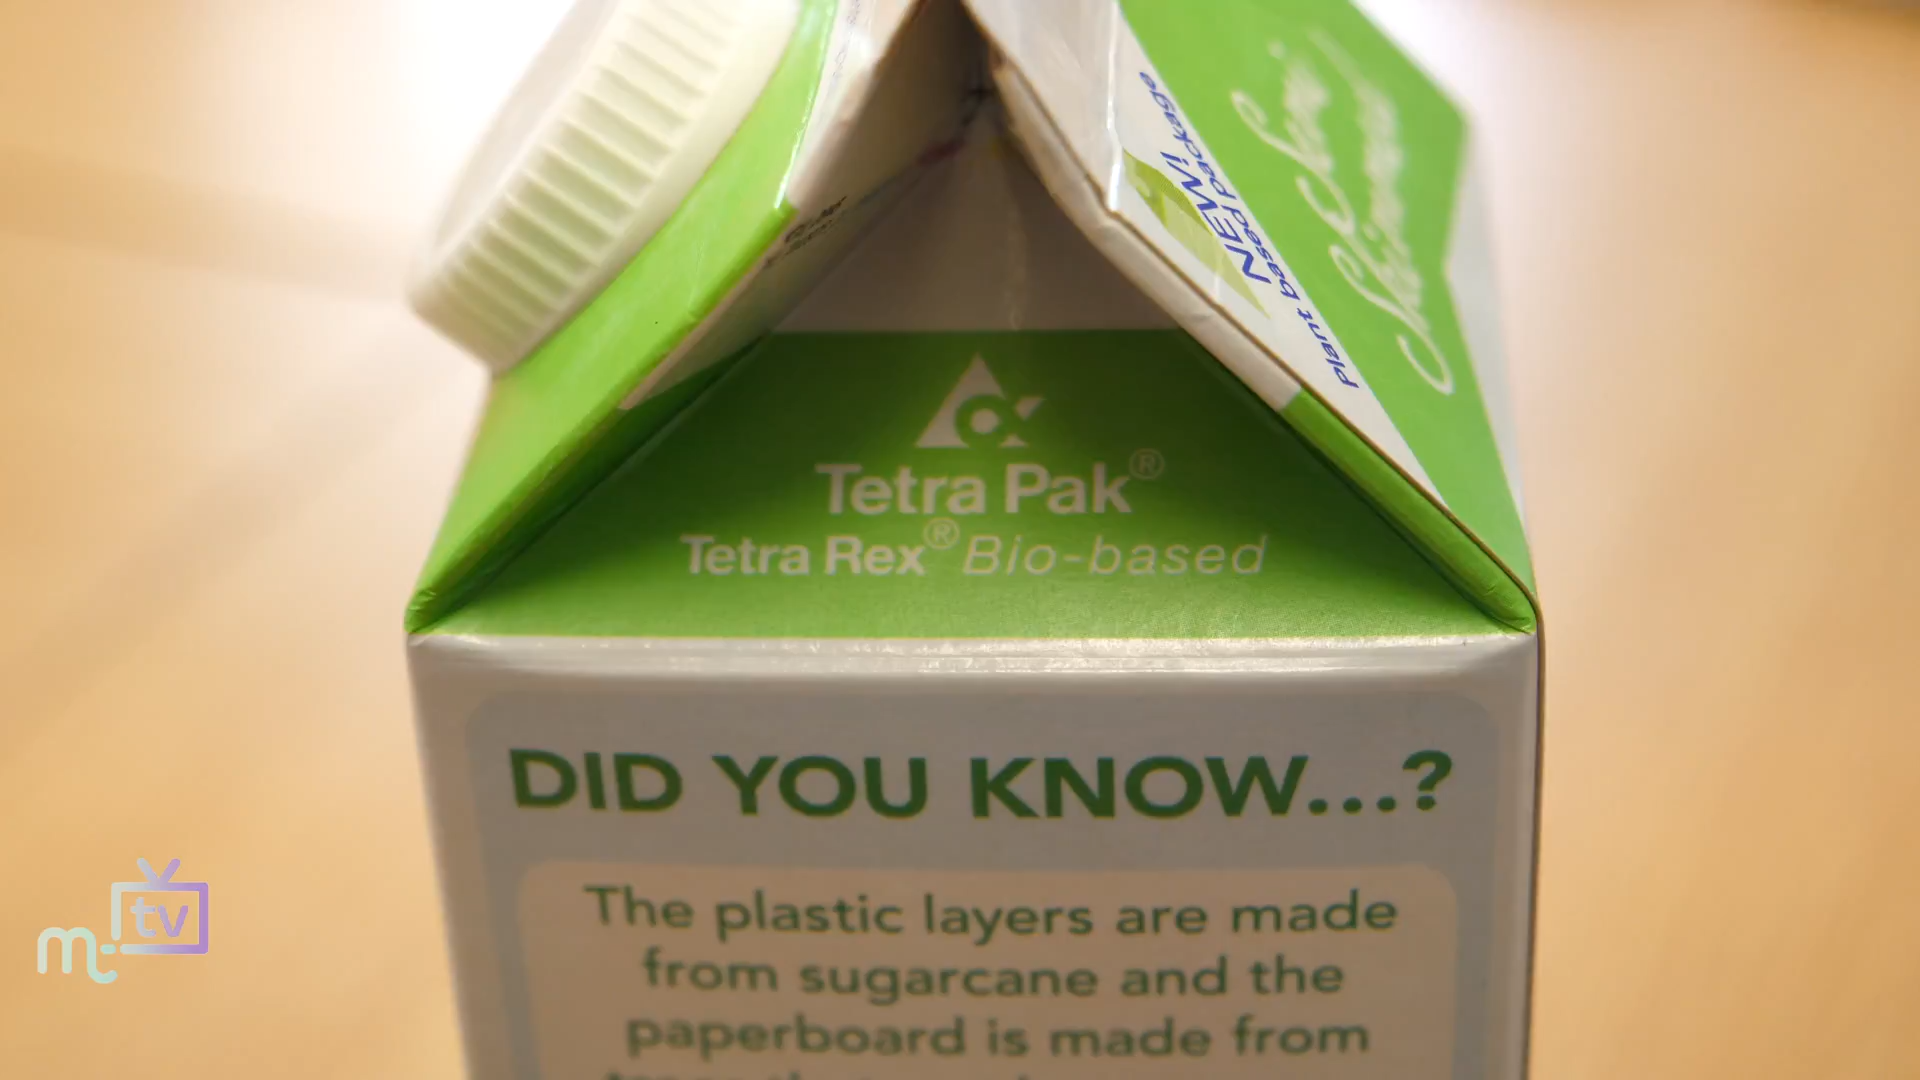 NEW!
Plant based package
Tetra Pak®
Tetra Rex® Bio-based
DID YOU KNOW...?
The plastic layers are made
from sugarcane and the
paperboard is made from
tv